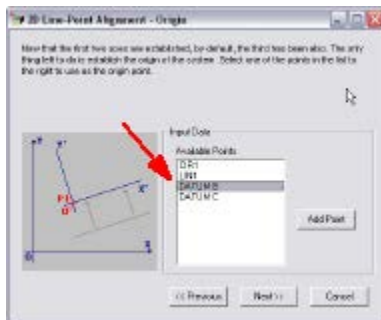 2D Line-Point Alignment - Origin
Now that the first two axes are established, by default, the third has been also. The only
thing left to do is establish the origin of the system. Select one of the points in the list to
the right to use as the origin point.
Input Data
Available Points
CIR1
LIN1
DATUM B
DATUM C
Add Point
Y
Y'
X'
X
<< Previous
Next >>
Cancel